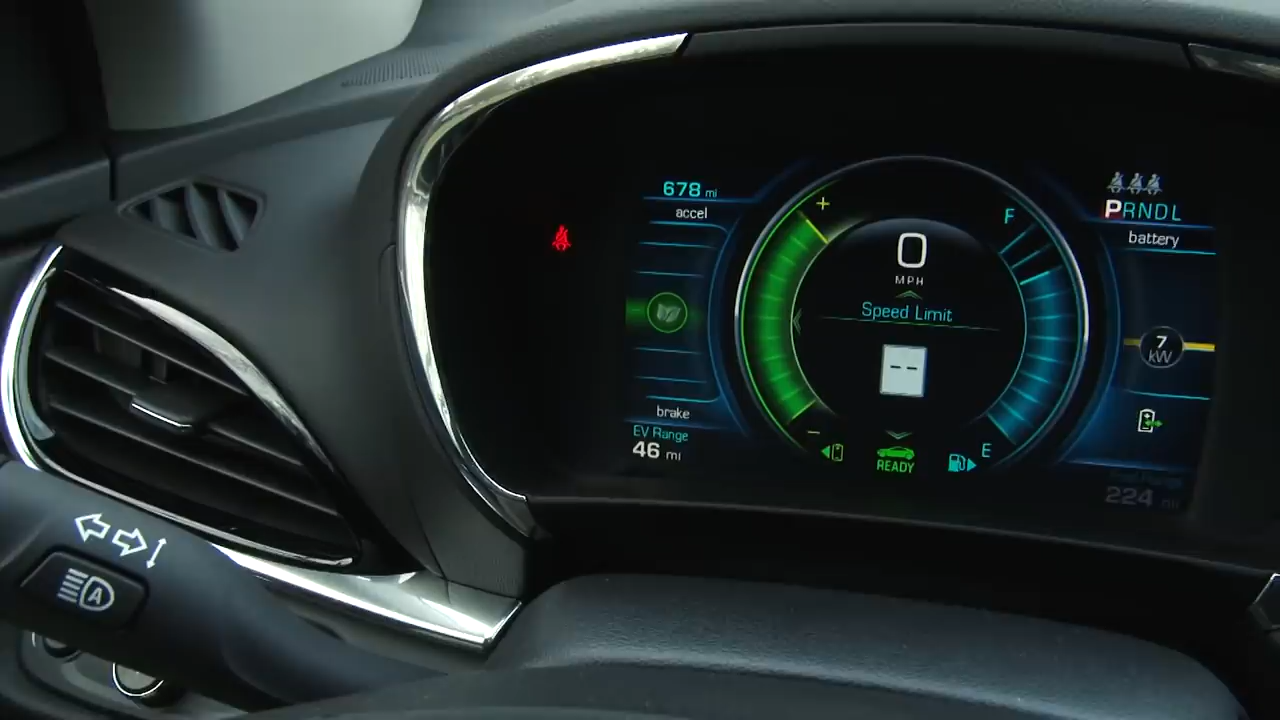 678 mi
accel
brake
EV Range
46 mi
+
−
F
E
0
MPH
Speed Limit
--
READY
PRNDL
battery
7
kW
224 mi
A